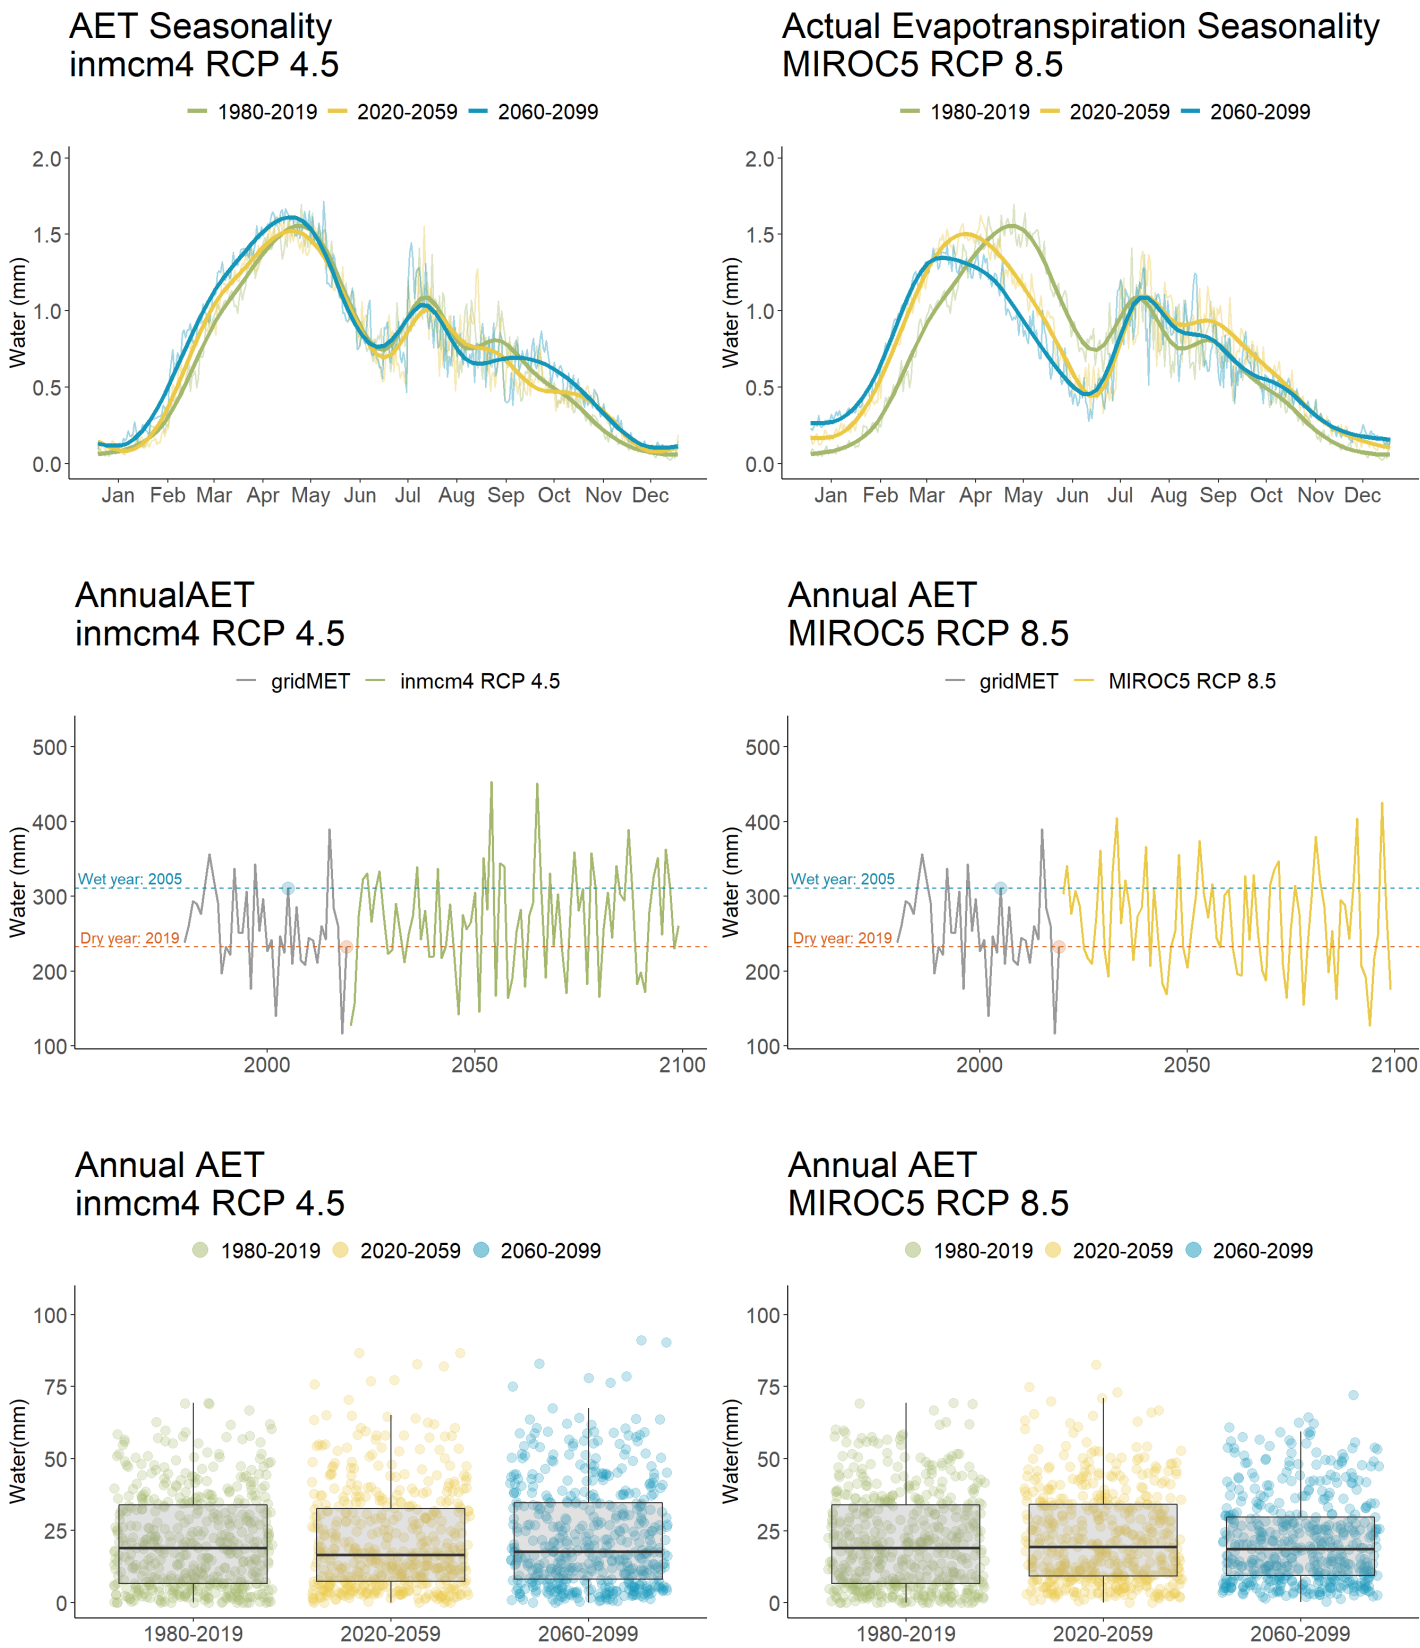 AET Seasonality
inmcm4 RCP 4.5
1980-2019 2020-2059 2060-2099
Water (mm)
2.0
1.5
1.0
0.5
0.0
Jan Feb Mar Apr May Jun Jul Aug Sep Oct Nov Dec
Actual Evapotranspiration Seasonality
MIROC5 RCP 8.5
1980-2019 2020-2059 2060-2099
Water (mm)
2.0
1.5
1.0
0.5
0.0
Jan Feb Mar Apr May Jun Jul Aug Sep Oct Nov Dec
AnnualAET
inmcm4 RCP 4.5
gridMET inmcm4 RCP 4.5
Water (mm)
500
400
300
200
100
Wet year: 2005
Dry year: 2019
2000 2050 2100
Annual AET
MIROC5 RCP 8.5
gridMET MIROC5 RCP 8.5
Water (mm)
500
400
300
200
100
Wet year: 2005
Dry year: 2019
2000 2050 2100
Annual AET
inmcm4 RCP 4.5
1980-2019 2020-2059 2060-2099
Water(mm)
100
75
50
25
0
1980-2019 2020-2059 2060-2099
Annual AET
MIROC5 RCP 8.5
1980-2019 2020-2059 2060-2099
Water(mm)
100
75
50
25
0
1980-2019 2020-2059 2060-2099